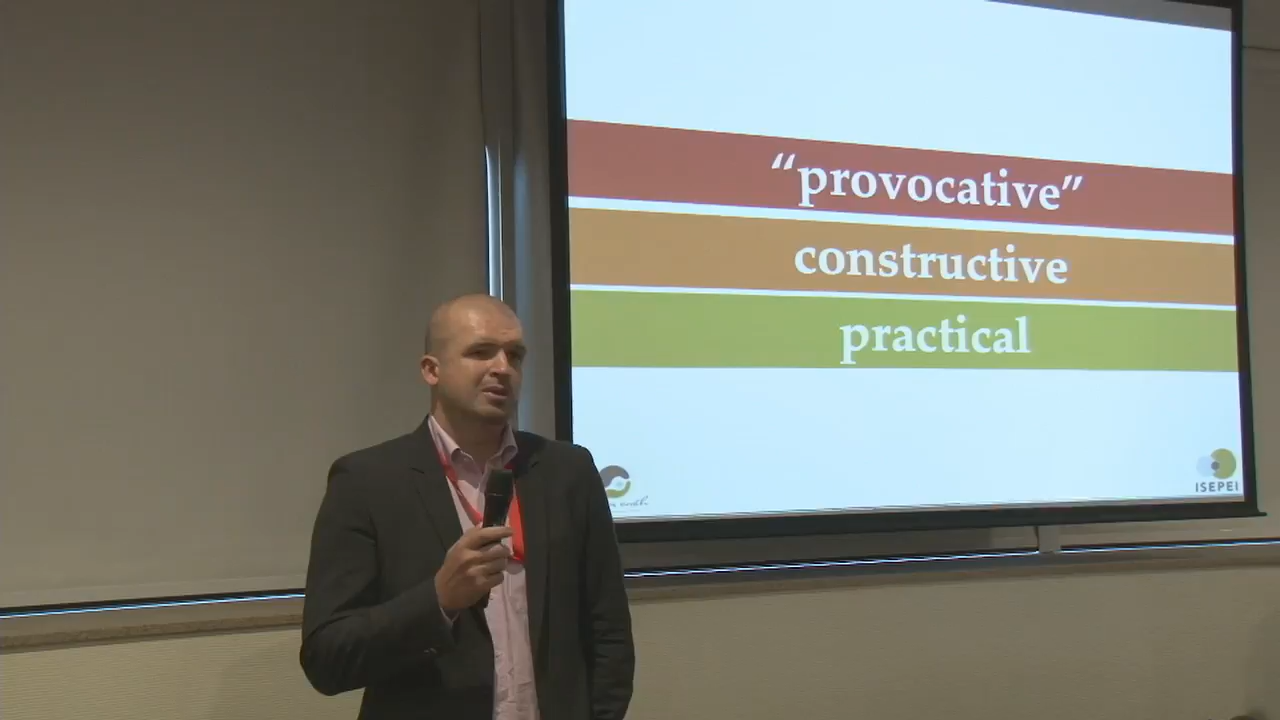 “provocative”
constructive
practical
ISEPEI